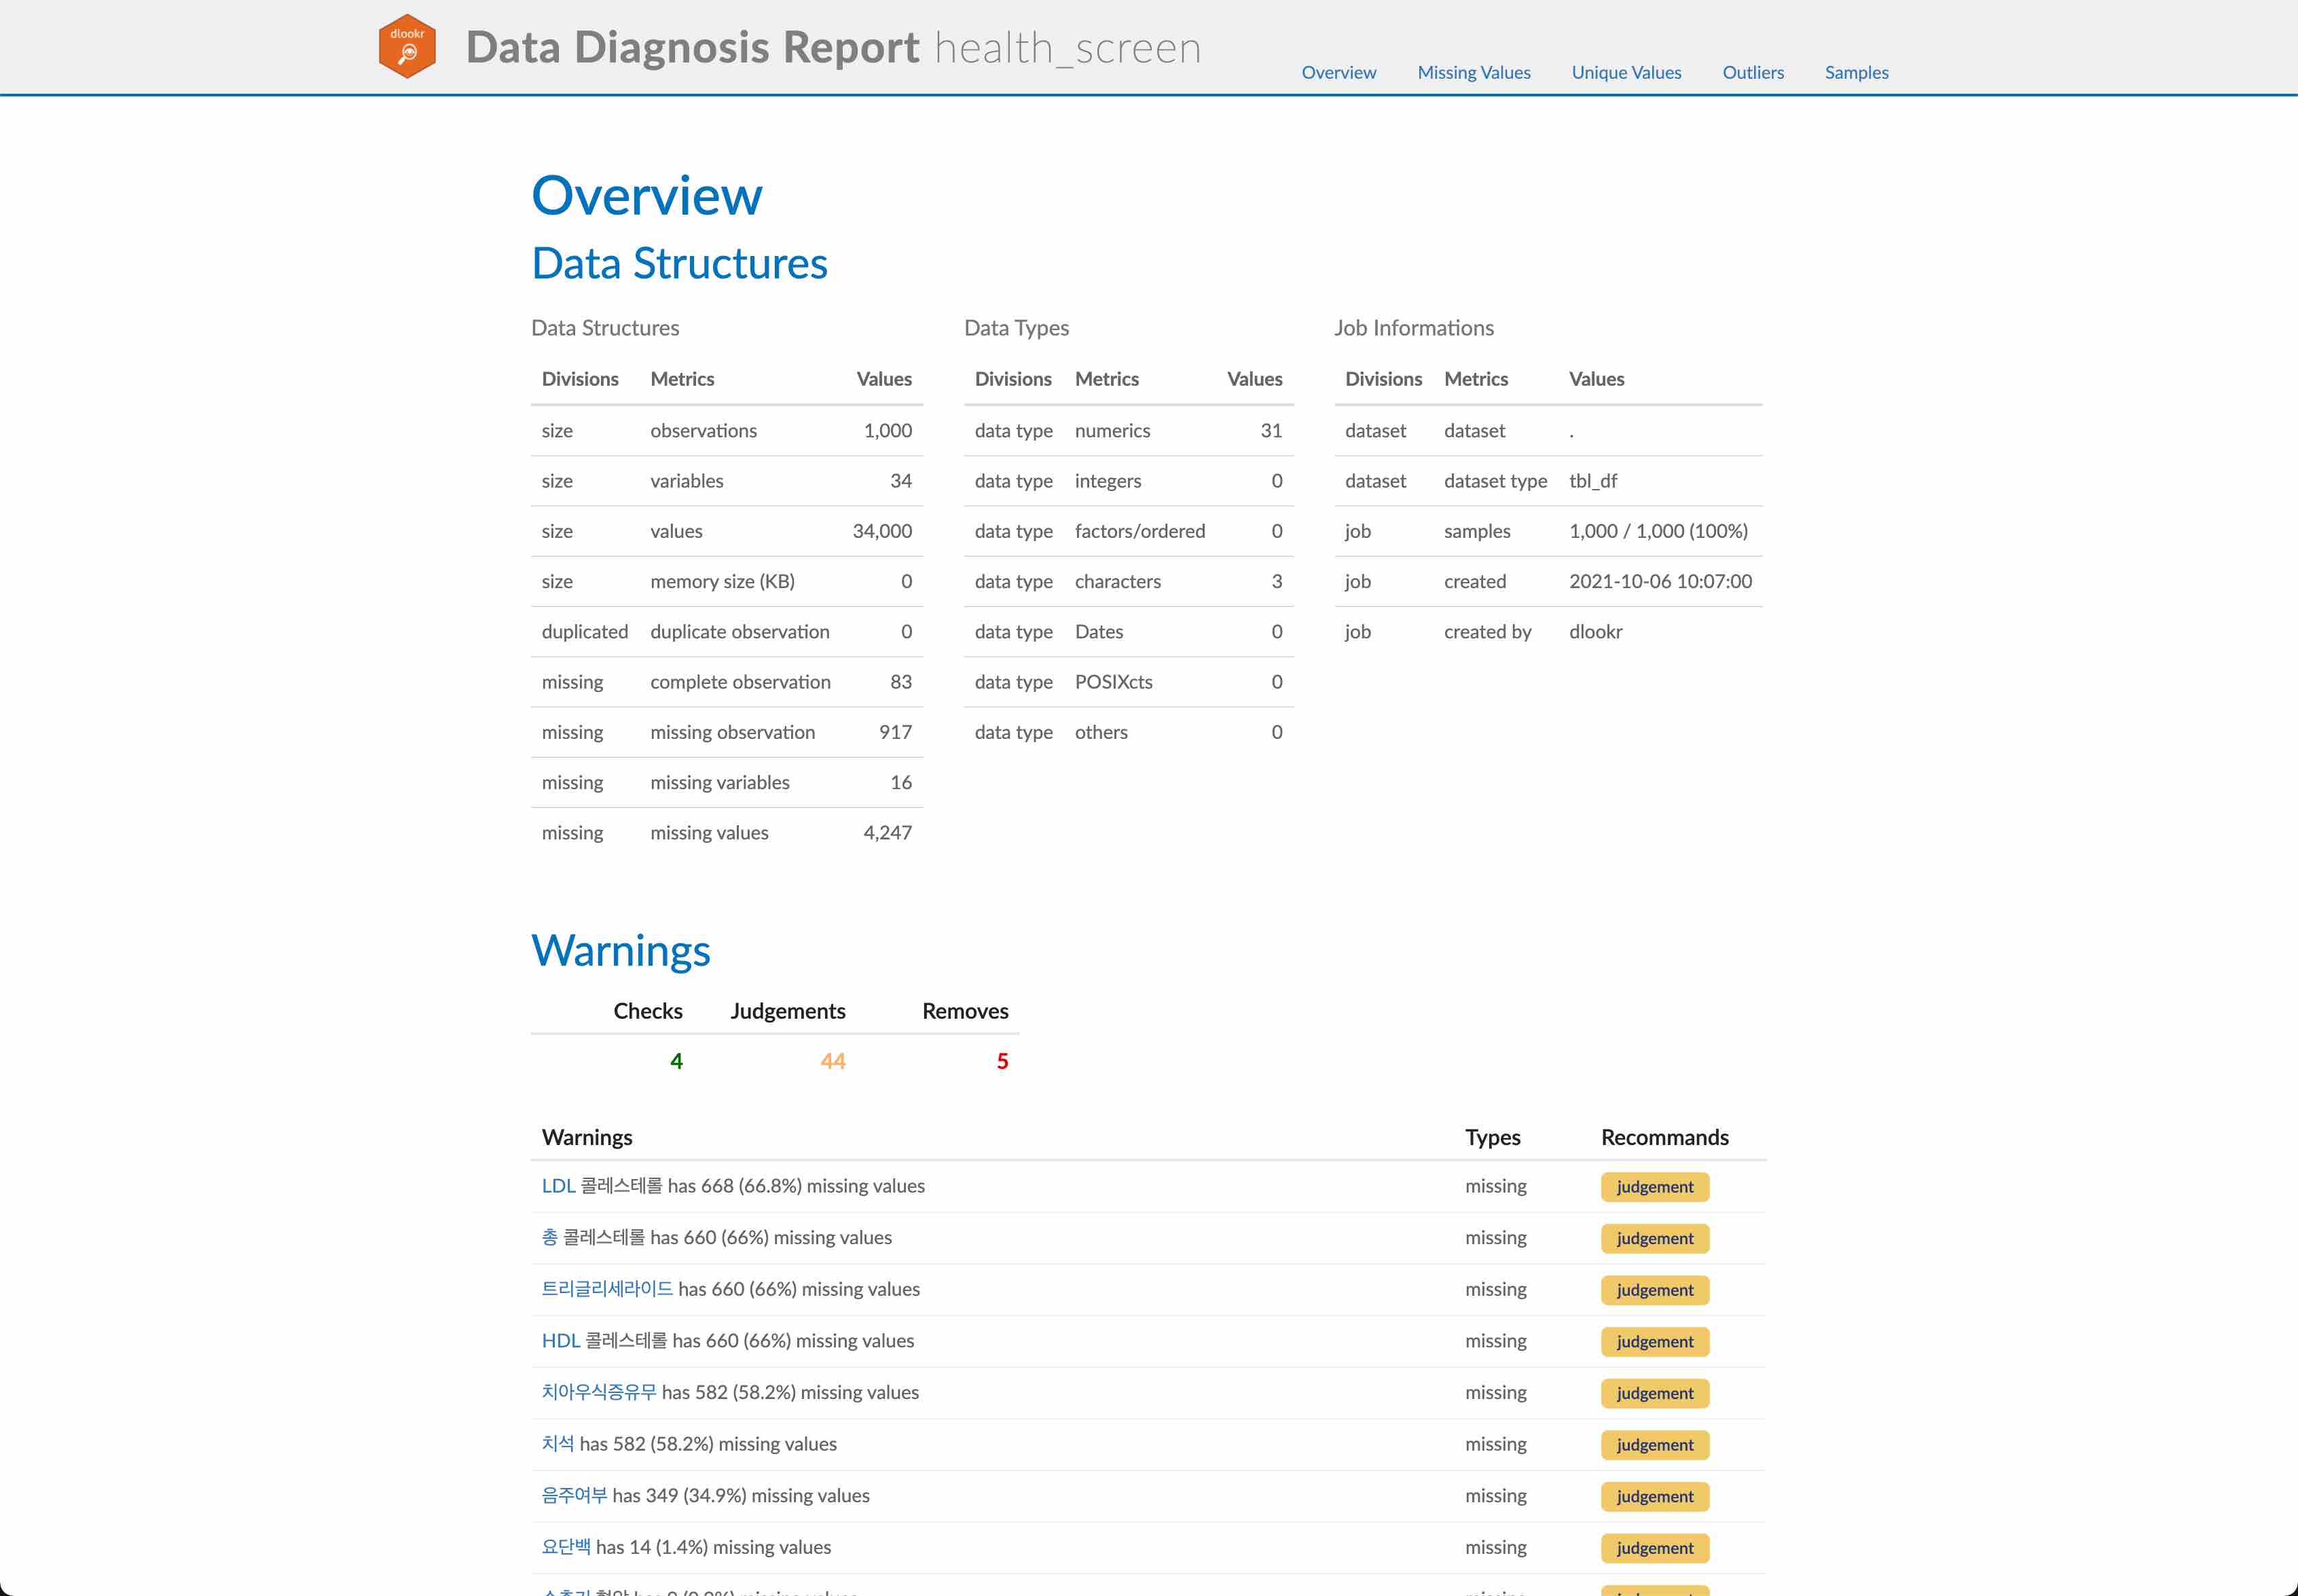 dlookr
Data Diagnosis Report health_screen
Overview Missing Values Unique Values Outliers Samples
Overview
Data Structures
Data Structures
Divisions Metrics Values
size observations 1,000
size variables 34
size values 34,000
size memory size (KB) 0
duplicated duplicate observation 0
missing complete observation 83
missing missing observation 917
missing missing variables 16
missing missing values 4,247
Data Types
Divisions Metrics Values
data type numerics 31
data type integers 0
data type factors/ordered 0
data type characters 3
data type Dates 0
data type POSIXcts 0
data type others 0
Job Informations
Divisions Metrics Values
dataset dataset .
dataset dataset type tbl_df
job samples 1,000 / 1,000 (100%)
job created 2021-10-06 10:07:00
job created by dlookr
Warnings
Checks Judgements Removes
4 44 5
Warnings Types Recommands
LDL 콜레스테롤 has 668 (66.8%) missing values missing judgement
총 콜레스테롤 has 660 (66%) missing values missing judgement
트리글리세라이드 has 660 (66%) missing values missing judgement
HDL 콜레스테롤 has 660 (66%) missing values missing judgement
치아우식증유무 has 582 (58.2%) missing values missing judgement
치석 has 582 (58.2%) missing values missing judgement
음주여부 has 349 (34.9%) missing values missing judgement
요단백 has 14 (1.4%) missing values missing judgement